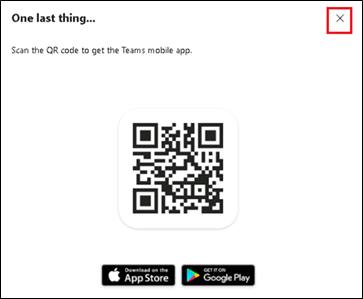 One last thing...
Scan the QR code to get the Teams mobile app.
Download on the
App Store
GET IT ON
Google Play